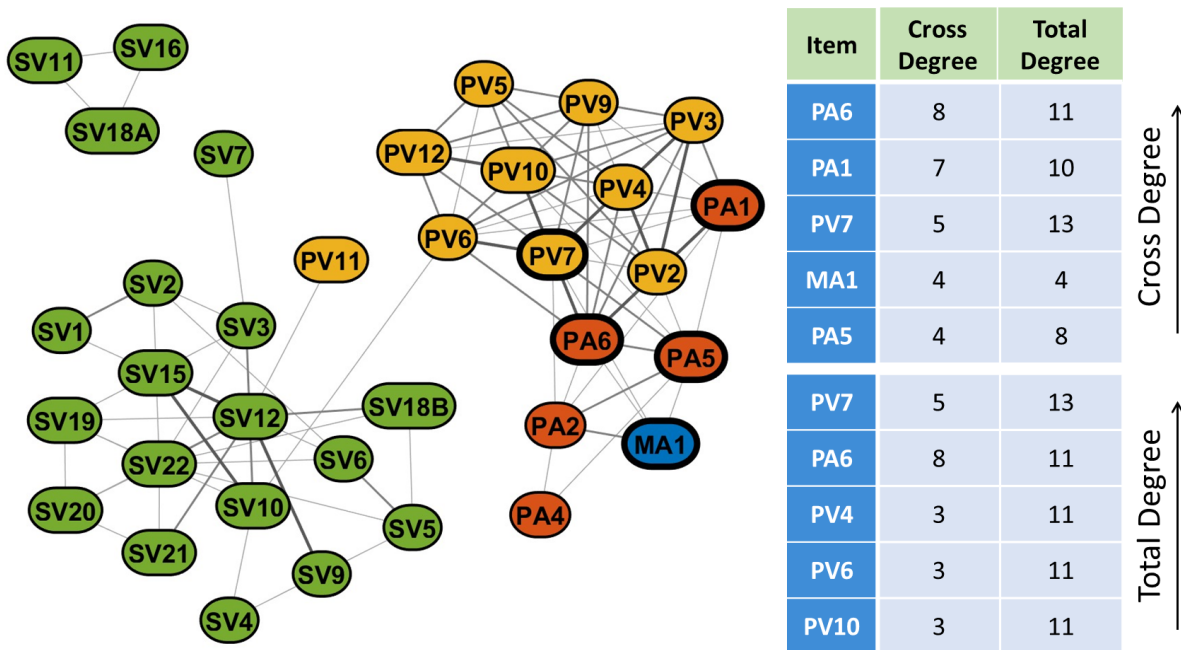 SV11
SV16
SV18A
SV7
PV5
PV9
PV3
PV12
PV10
PV4
PA1
PV6
PV7
PV2
PV11
SV2
SV1
SV3
PA6
PA5
SV15
SV19
SV12
SV18B
PA2
MA1
SV22
SV6
SV20
SV10
SV5
PA4
SV21
SV9
SV4
Item Cross Degree Total Degree
PA6 8 11
PA1 7 10
PV7 5 13
MA1 4 4
PA5 4 8
Cross Degree
PV7 5 13
PA6 8 11
PV4 3 11
PV6 3 11
PV10 3 11
Total Degree